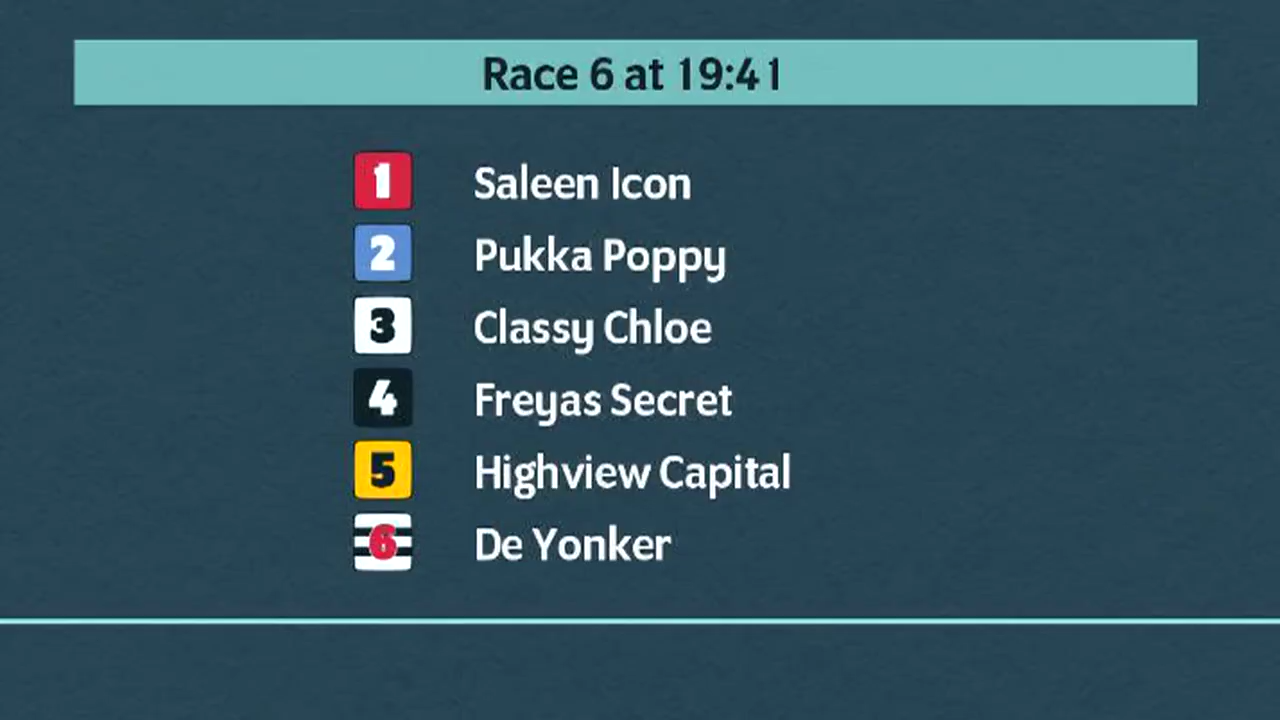 Race 6 at 19:41
1 Saleen Icon
2 Pukka Poppy
3 Classy Chloe
4 Freyas Secret
5 Highview Capital
6 De Yonker